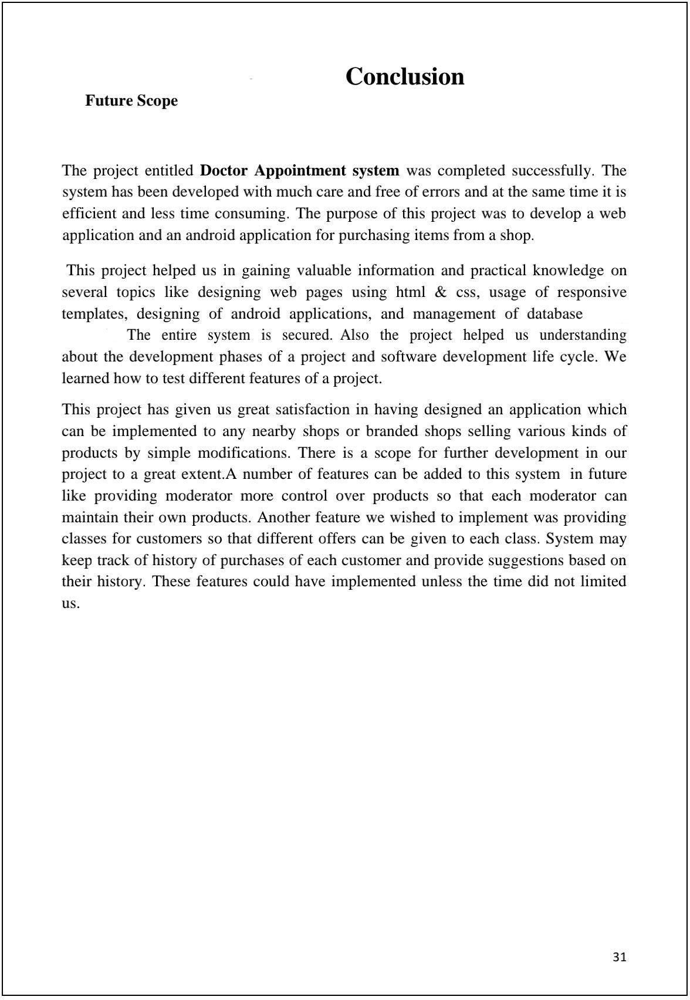 Conclusion
Future Scope
The project entitled Doctor Appointment system was completed successfully. The
system has been developed with much care and free of errors and at the same time it is
efficient and less time consuming. The purpose of this project was to develop a web
application and an android application for purchasing items from a shop.
This project helped us in gaining valuable information and practical knowledge on
several topics like designing web pages using html & css, usage of responsive
templates, designing of android applications, and management of database
The entire system is secured. Also the project helped us understanding
about the development phases of a project and software development life cycle. We
learned how to test different features of a project.
This project has given us great satisfaction in having designed an application which
can be implemented to any nearby shops or branded shops selling various kinds of
products by simple modifications. There is a scope for further development in our
project to a great extent.A number of features can be added to this system in future
like providing moderator more control over products so that each moderator can
maintain their own products. Another feature we wished to implement was providing
classes for customers so that different offers can be given to each class. System may
keep track of history of purchases of each customer and provide suggestions based on
their history. These features could have implemented unless the time did not limited
us.
31